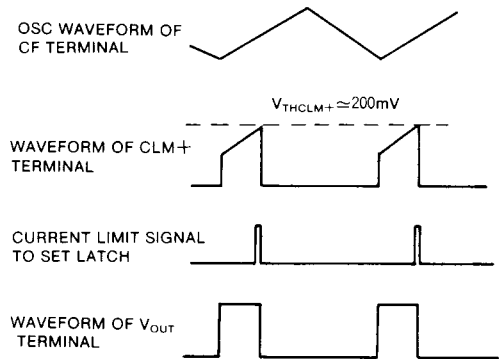 OSC WAVEFORM OF
CF TERMINAL
VTHCLM+≃200mV
WAVEFORM OF CLM+
TERMINAL
CURRENT LIMIT SIGNAL
TO SET LATCH
WAVEFORM OF VOUT
TERMINAL